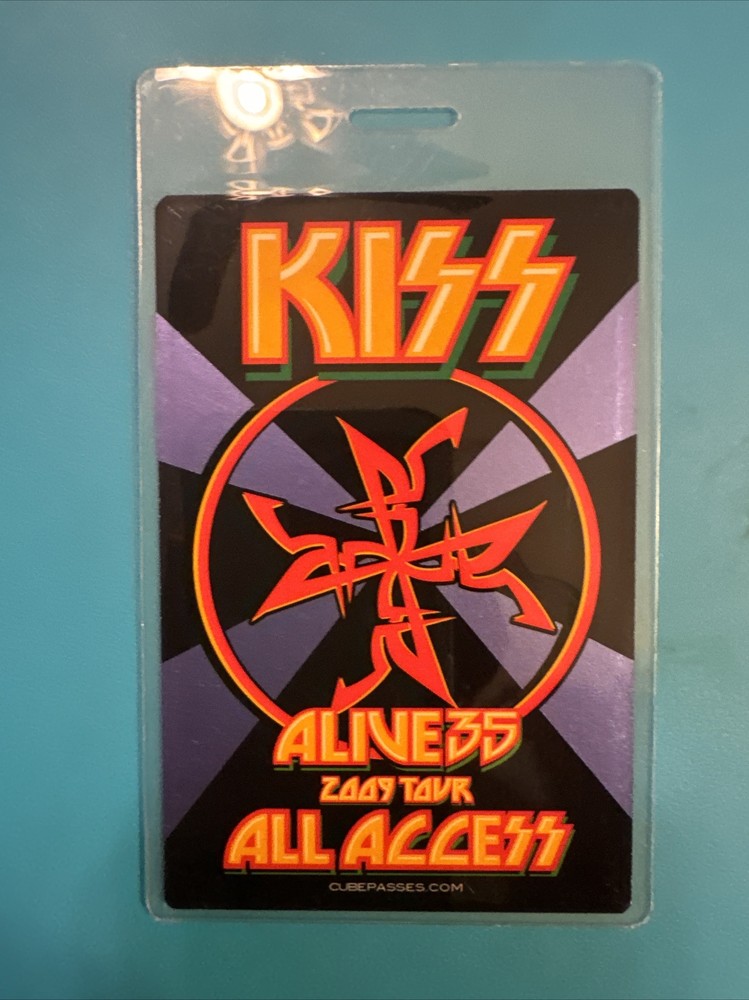 KISS
ALIVE35
2009 TOUR
ALL ACCESS
CUBEPASSES.COM